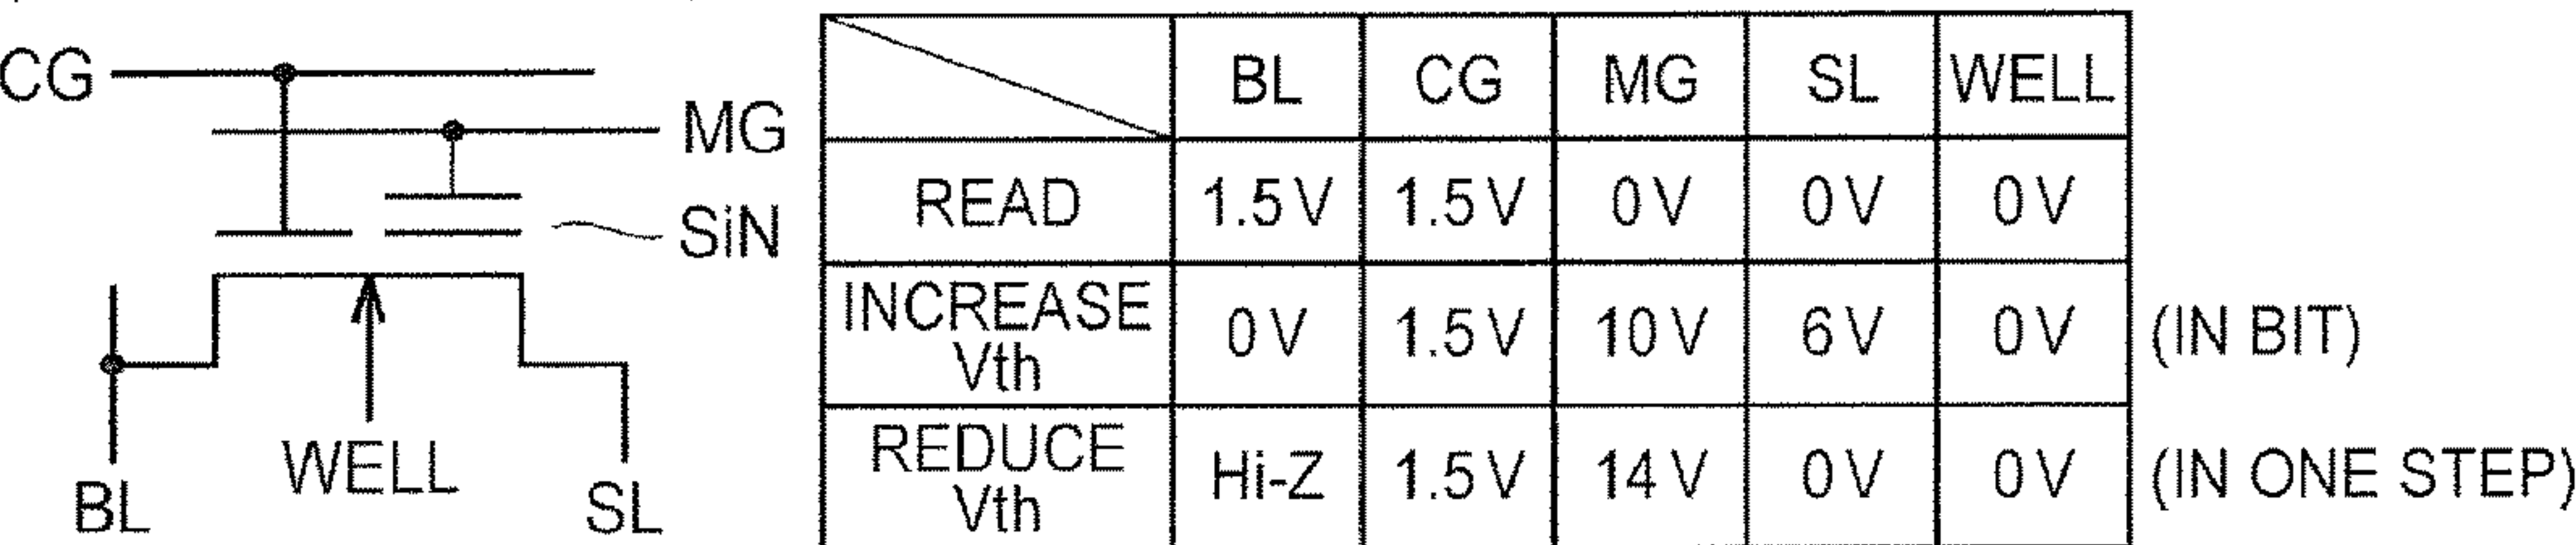 CG
MG
SiN
WELL
BL
SL
BL CG MG SL WELL
READ 1.5V 1.5V 0V 0V 0V
INCREASE
Vth 0V 1.5V 10V 6V 0V (IN BIT)
REDUCE
Vth Hi-Z 1.5V 14V 0V 0V (IN ONE STEP)